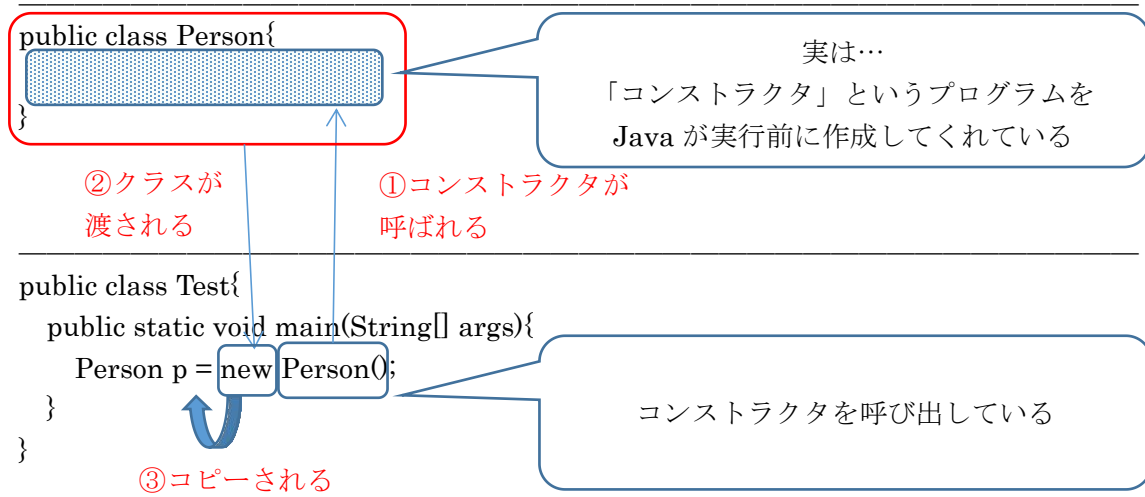 public class Person{
}
実は…
「コンストラクタ」というプログラムを
Java が実行前に作成してくれている
②クラスが
渡される
①コンストラクタが
呼ばれる
public class Test{
public static void main(String[] args){
Person p = new Person();
}
}
コンストラクタを呼び出している
③コピーされる